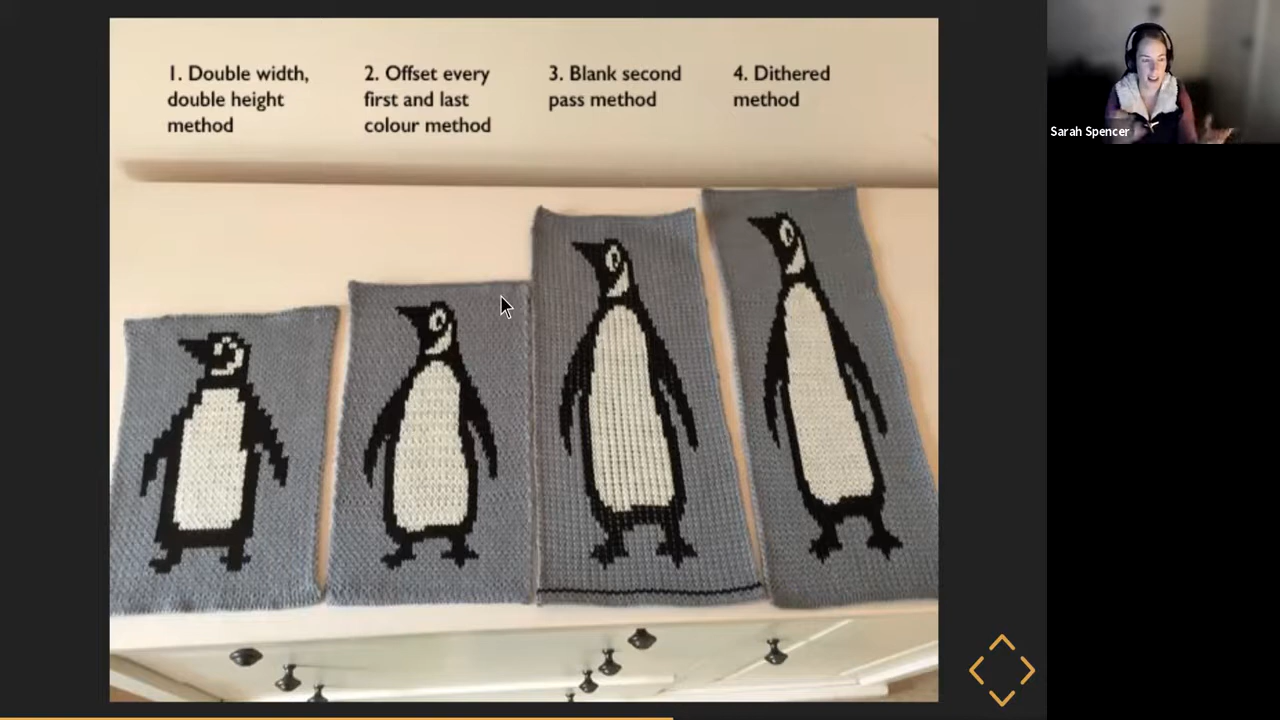 1. Double width,
double height
method
2. Offset every
first and last
colour method
3. Blank second
pass method
4. Dithered
method
Sarah Spencer